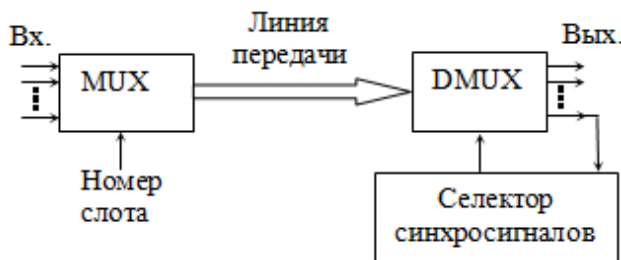 Вх.
MUX
Линия
передачи
DMUX
Вых.
Номер
слота
Селектор
синхросигналов